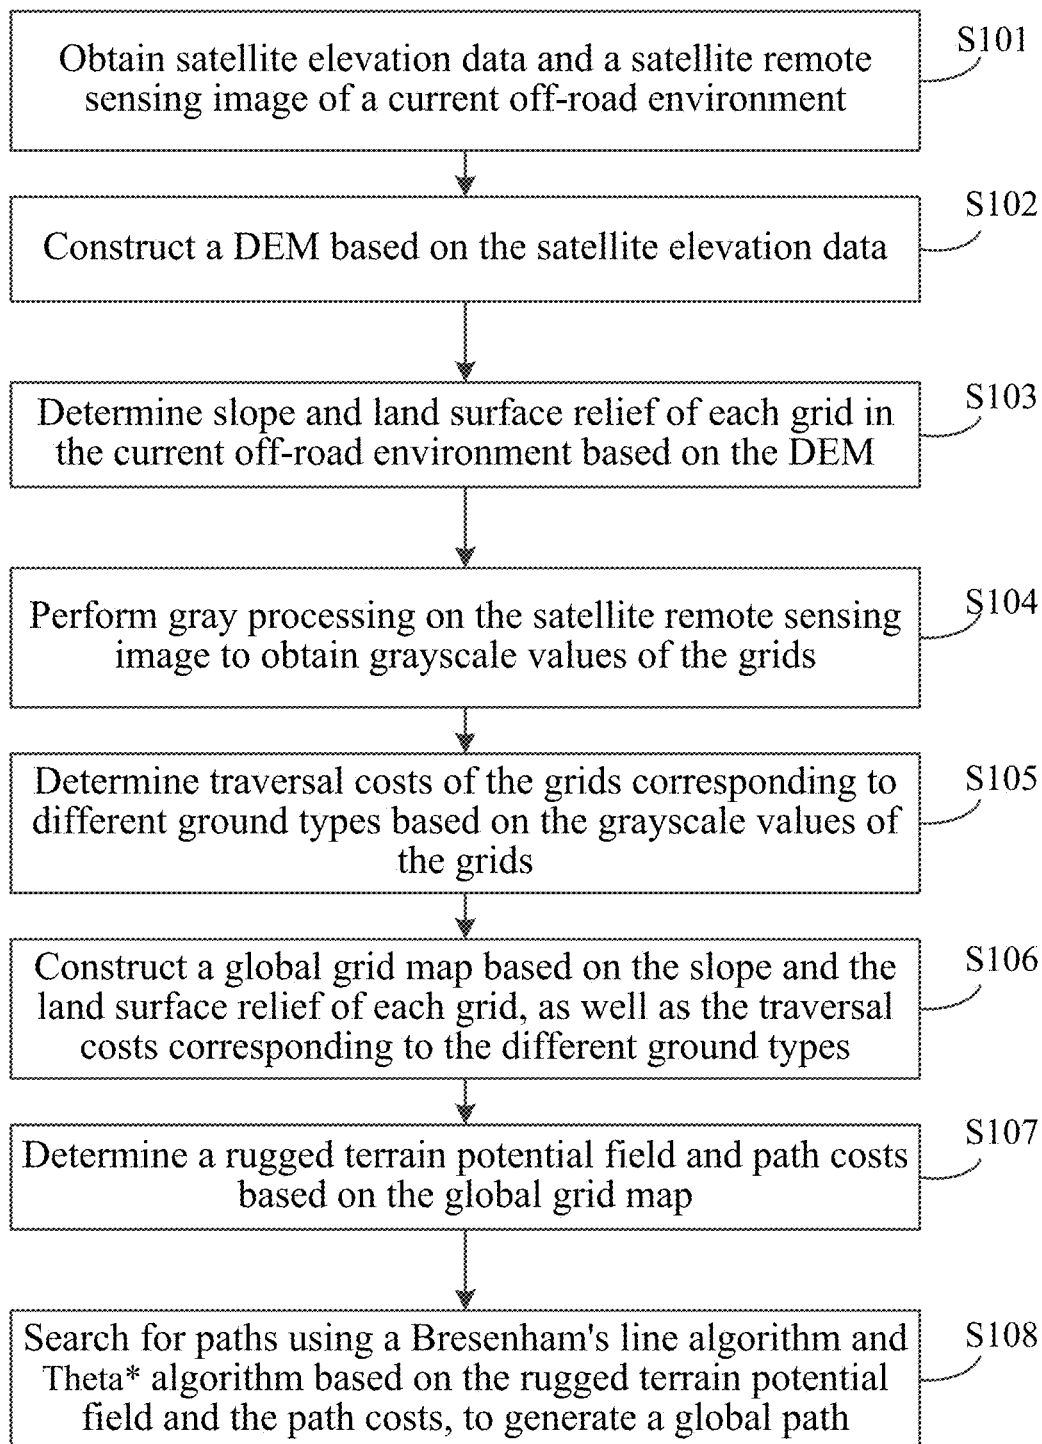 Obtain satellite elevation data and a satellite remote
sensing image of a current off-road environment
S101
Construct a DEM based on the satellite elevation data
S102
Determine slope and land surface relief of each grid in
the current off-road environment based on the DEM
S103
Perform gray processing on the satellite remote sensing
image to obtain grayscale values of the grids
S104
Determine traversal costs of the grids corresponding to
different ground types based on the grayscale values of
the grids
S105
Construct a global grid map based on the slope and the
land surface relief of each grid, as well as the traversal
costs corresponding to the different ground types
S106
Determine a rugged terrain potential field and path costs
based on the global grid map
S107
Search for paths using a Bresenham's line algorithm and
Theta* algorithm based on the rugged terrain potential
field and the path costs, to generate a global path
S108